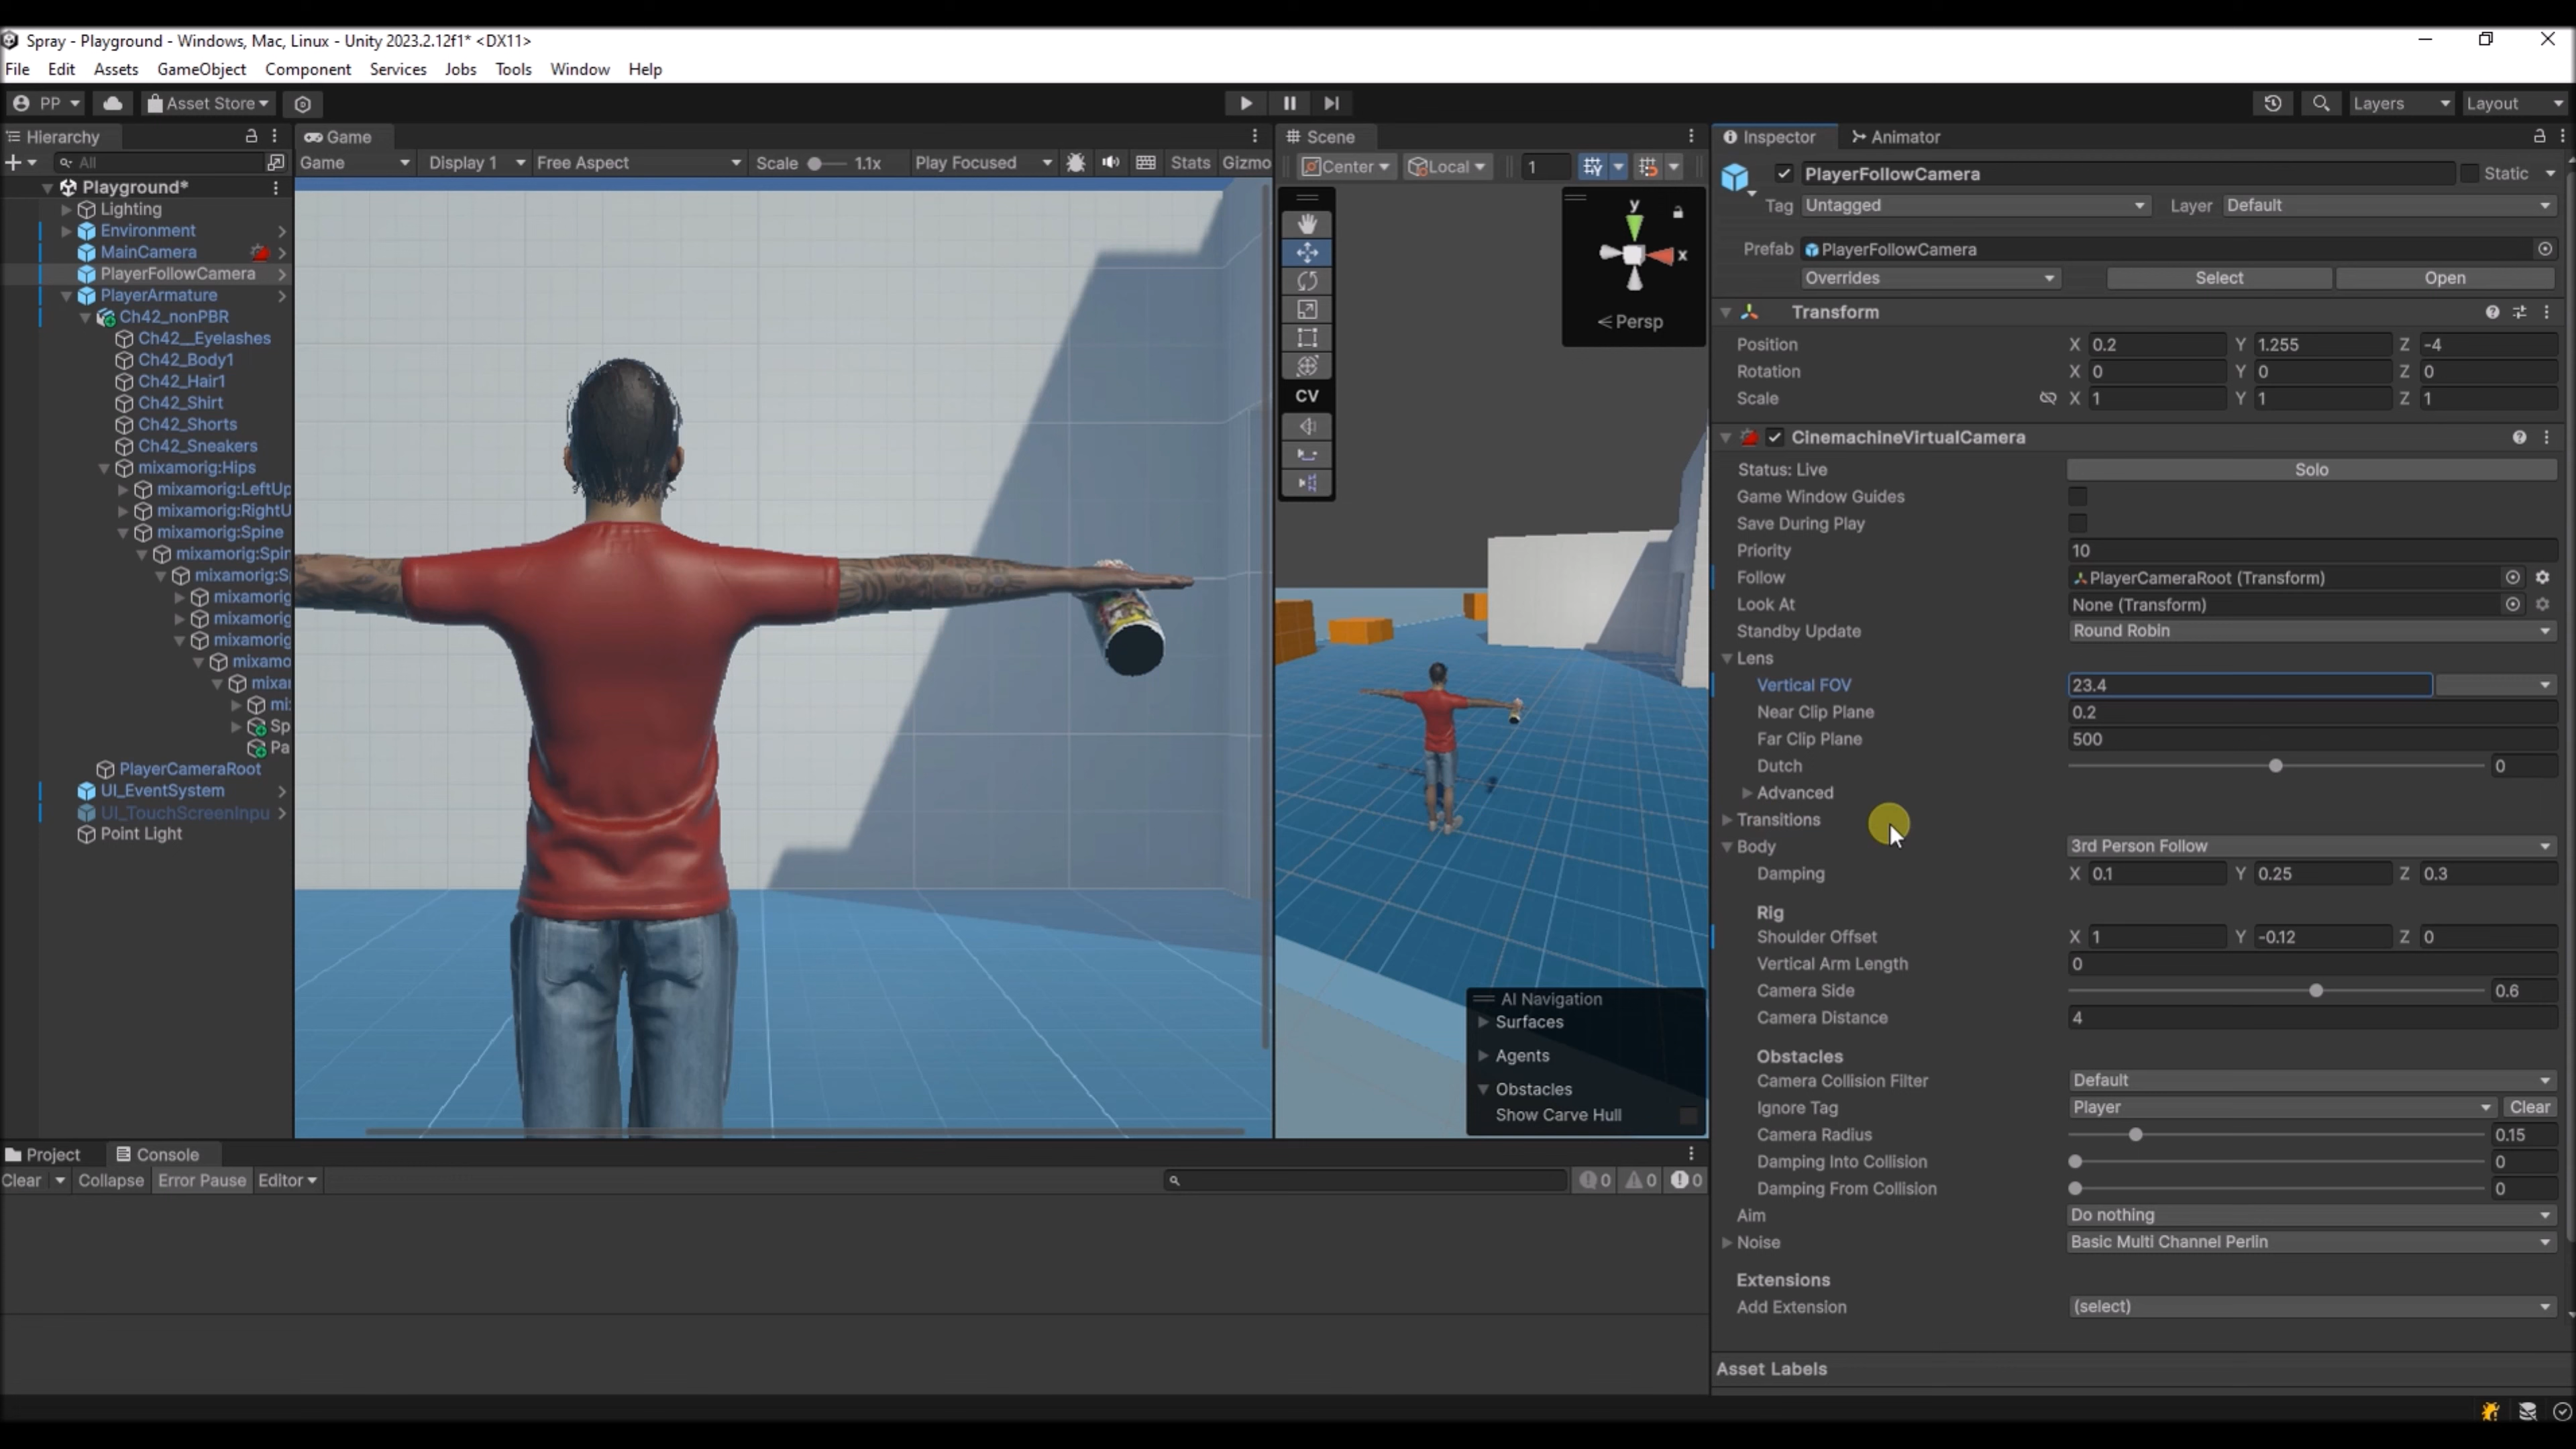 Spray - Playground - Windows, Mac, Linux - Unity 2023.2.12f1* <DX11>
File Edit Assets GameObject Component Services Jobs Tools Window Help
PP Asset Store Layers Layout
Hierarchy
All
Playground*
Lighting
Environment
MainCamera
PlayerFollowCamera
PlayerArmature
Ch42_nonPBR
Ch42__Eyelashes
Ch42_Body1
Ch42_Hair1
Ch42_Shirt
Ch42_Shorts
Ch42_Sneakers
mixamorig:Hips
mixamorig:LeftUp
mixamorig:RightU
mixamorig:Spine
mixamorig:Spin
mixamorig:S
mixamorig
mixamorig
mixamorig
mixamo
mixa
mi
Sp
Pa
PlayerCameraRoot
UI_EventSystem
UI_TouchScreenInpu
Point Light
Game
Game Display 1 Free Aspect Scale 1.1x Play Focused Stats Gizmo
Scene
Center Local 1
CV
y
x
Persp
AI Navigation
Surfaces
Agents
Obstacles
Show Carve Hull
Project Console
Clear Collapse Error Pause Editor 0 0 0
Inspector Animator
PlayerFollowCamera Static
Tag Untagged Layer Default
Prefab PlayerFollowCamera
Overrides Select Open
Transform
Position X 0.2 Y 1.255 Z -4
Rotation X 0 Y 0 Z 0
Scale X 1 Y 1 Z 1
CinemachineVirtualCamera
Status: Live Solo
Game Window Guides
Save During Play
Priority 10
Follow PlayerCameraRoot (Transform)
Look At None (Transform)
Standby Update Round Robin
Lens
Vertical FOV 23.4
Near Clip Plane 0.2
Far Clip Plane 500
Dutch 0
Advanced
Transitions
Body 3rd Person Follow
Damping X 0.1 Y 0.25 Z 0.3
Rig
Shoulder Offset X 1 Y -0.12 Z 0
Vertical Arm Length 0
Camera Side 0.6
Camera Distance 4
Obstacles
Camera Collision Filter Default
Ignore Tag Player Clear
Camera Radius 0.15
Damping Into Collision 0
Damping From Collision 0
Aim Do nothing
Noise Basic Multi Channel Perlin
Extensions
Add Extension (select)
Asset Labels